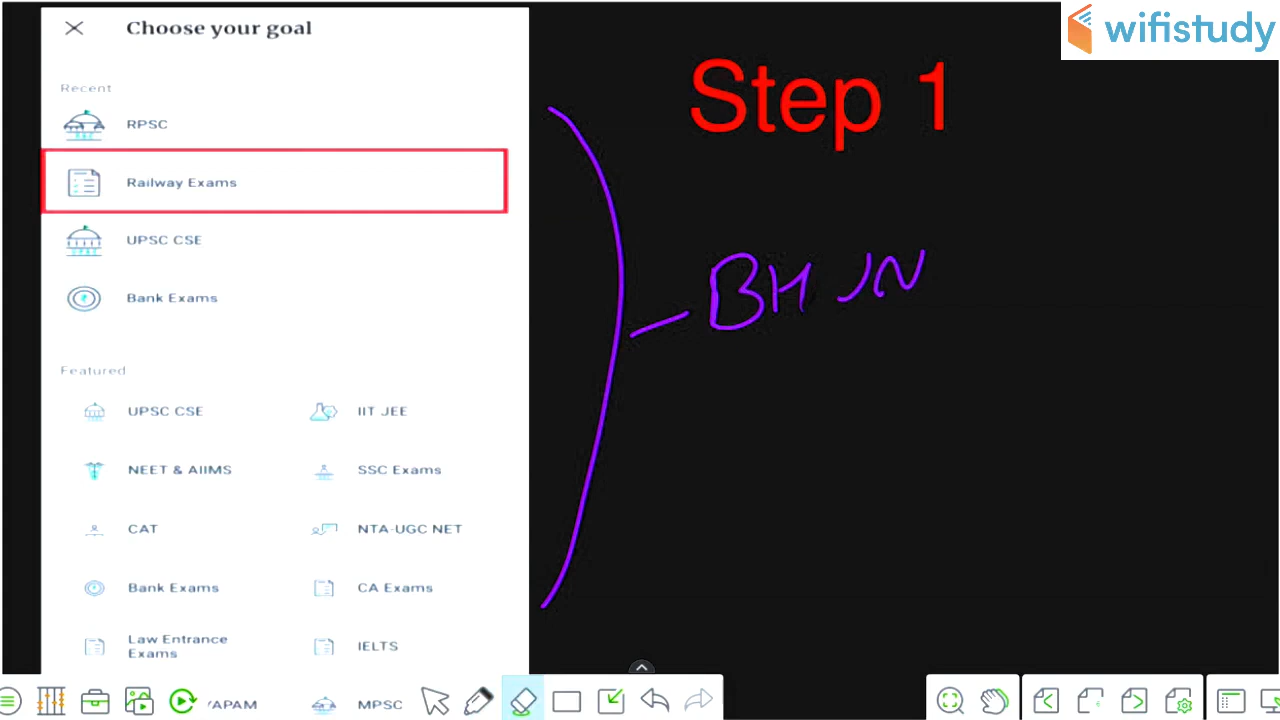 wifistudy
Choose your goal
Step 1
Recent
RPSC
Railway Exams
UPSC CSE
Bank Exams
Featured
UPSC CSE
IIT JEE
NEET & AIIMS
SSC Exams
CAT
NTA-UGC NET
Bank Exams
CA Exams
Law Entrance
Exams
IELTS
YAPAM
MPSC